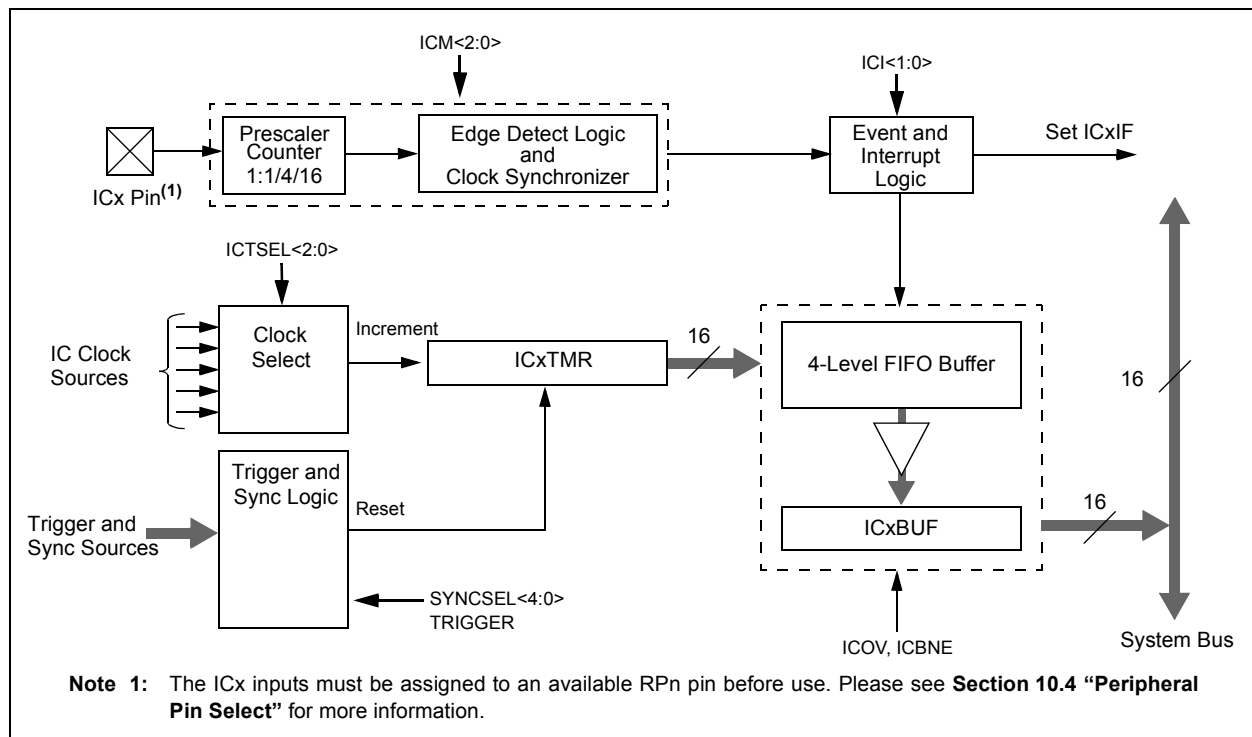 ICM<2:0>
ICI<1:0>
Prescaler
Counter
1:1/4/16
Edge Detect Logic
and
Clock Synchronizer
Event and
Interrupt
Logic
Set ICxIF
ICx Pin(1)
ICTSEL<2:0>
IC Clock
Sources
Clock
Select
Increment
ICxTMR
16
4-Level FIFO Buffer
16
Trigger and
Sync Logic
Reset
Trigger and
Sync Sources
ICxBUF
16
SYNCSEL<4:0>
TRIGGER
ICOV, ICBNE
System Bus
Note 1: The ICx inputs must be assigned to an available RPn pin before use. Please see Section 10.4 “Peripheral
Pin Select” for more information.